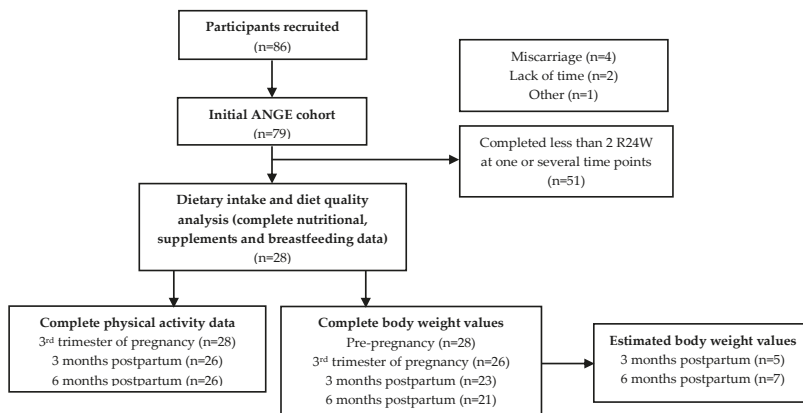 Participants recruited
(n=86)
Miscarriage (n=4)
Lack of time (n=2)
Other (n=1)
Initial ANGE cohort
(n=79)
Completed less than 2 R24W
at one or several time points
(n=51)
Dietary intake and diet quality
analysis (complete nutritional,
supplements and breastfeeding data)
(n=28)
Complete physical activity data
3rd trimester of pregnancy (n=28)
3 months postpartum (n=26)
6 months postpartum (n=26)
Complete body weight values
Pre-pregnancy (n=28)
3rd trimester of pregnancy (n=26)
3 months postpartum (n=23)
6 months postpartum (n=21)
Estimated body weight values
3 months postpartum (n=5)
6 months postpartum (n=7)